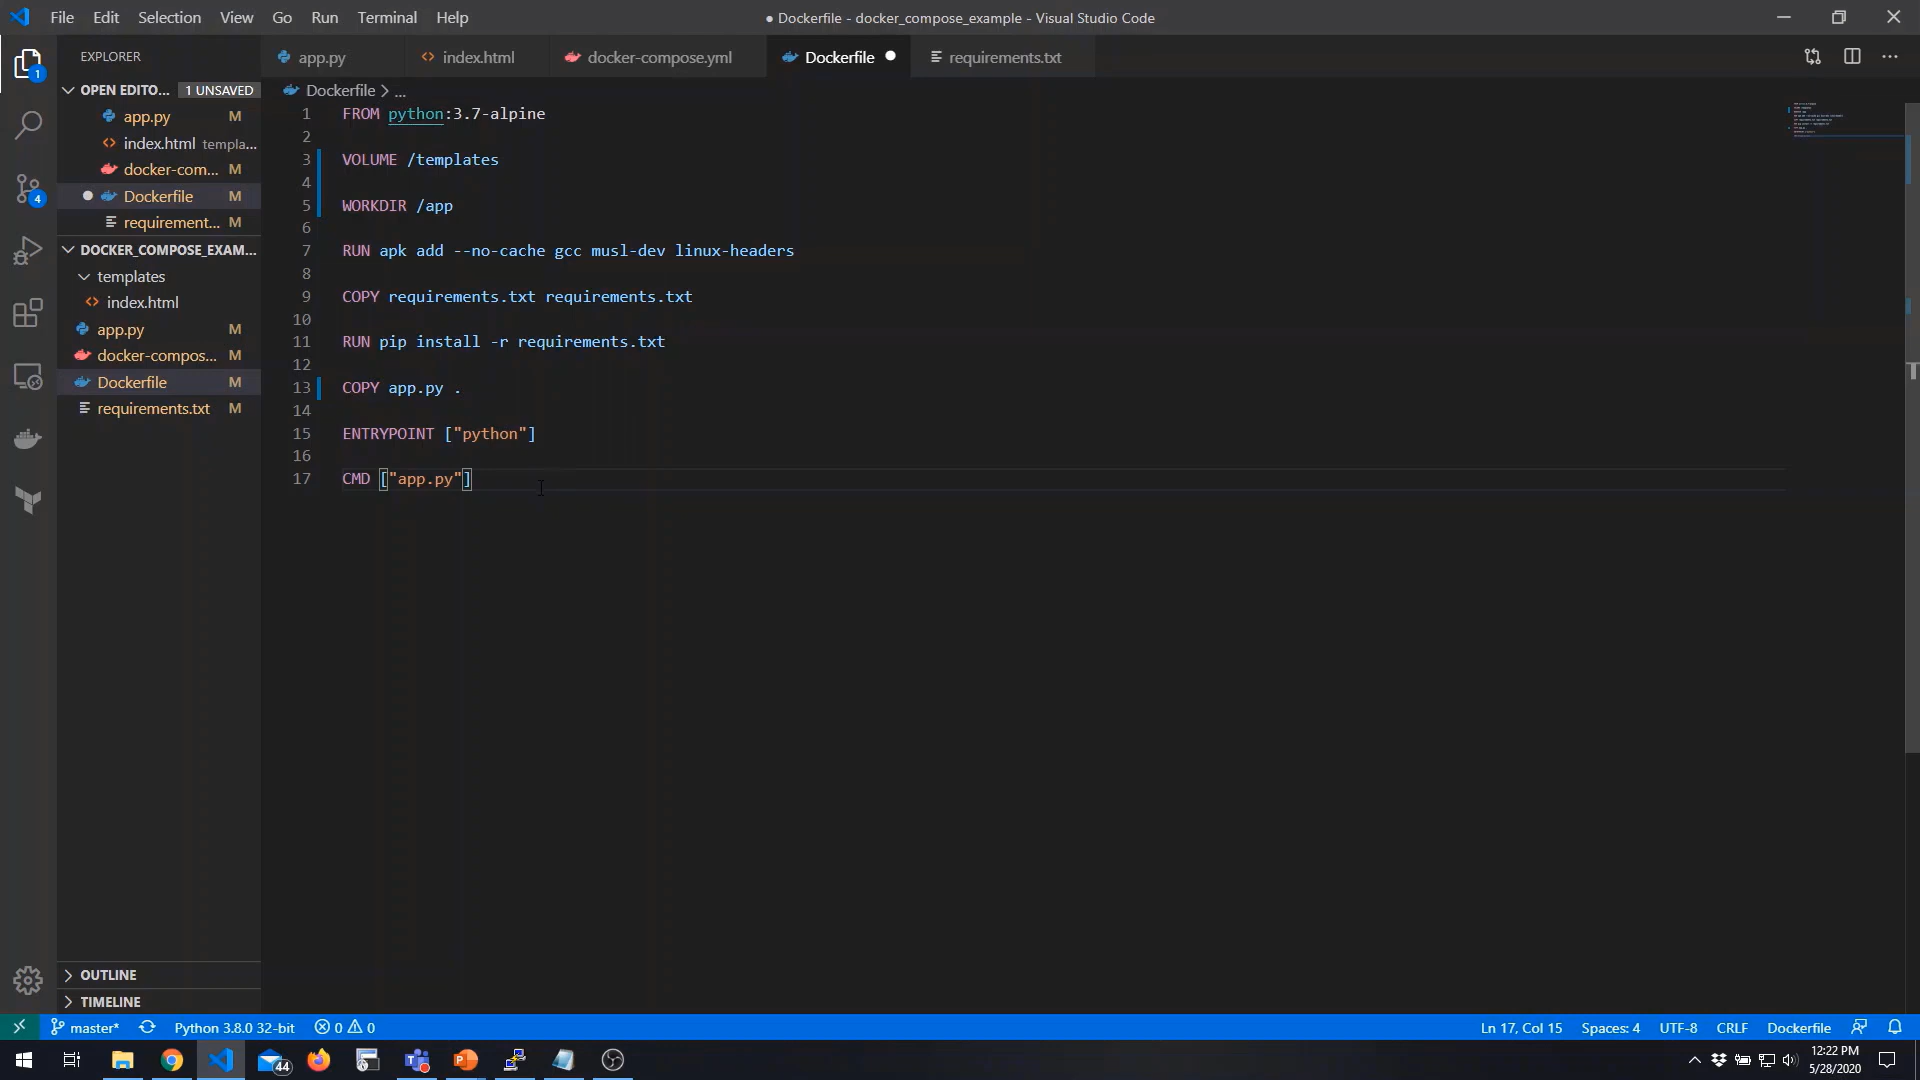 File Edit Selection View Go Run Terminal Help
● Dockerfile - docker_compose_example - Visual Studio Code
EXPLORER
app.py
index.html
docker-compose.yml
Dockerfile
requirements.txt
OPEN EDITO... 1 UNSAVED
app.py M
index.html templa...
docker-com... M
Dockerfile M
requirement... M
DOCKER_COMPOSE_EXAM...
templates
index.html
app.py M
docker-compos... M
Dockerfile M
requirements.txt M
OUTLINE
TIMELINE
1
4
Dockerfile > ...
1 FROM python:3.7-alpine
2
3 VOLUME /templates
4
5 WORKDIR /app
6
7 RUN apk add --no-cache gcc musl-dev linux-headers
8
9 COPY requirements.txt requirements.txt
10
11 RUN pip install -r requirements.txt
12
13 COPY app.py .
14
15 ENTRYPOINT ["python"]
16
17 CMD ["app.py"]
master* Python 3.8.0 32-bit 0 0
Ln 17, Col 15 Spaces: 4 UTF-8 CRLF Dockerfile
44
12:22 PM
5/28/2020